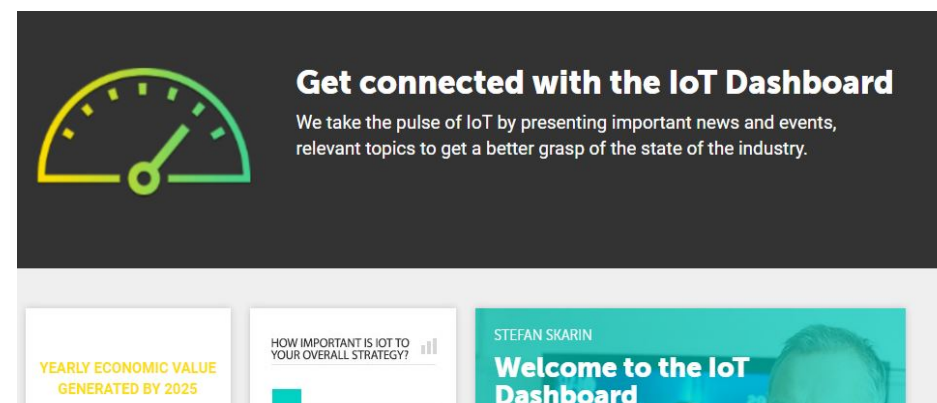 Get connected with the IoT Dashboard
We take the pulse of IoT by presenting important news and events,
relevant topics to get a better grasp of the state of the industry.
YEARLY ECONOMIC VALUE
GENERATED BY 2025
HOW IMPORTANT IS IOT TO
YOUR OVERALL STRATEGY?
STEFAN SKARIN
Welcome to the IoT
Dashboard